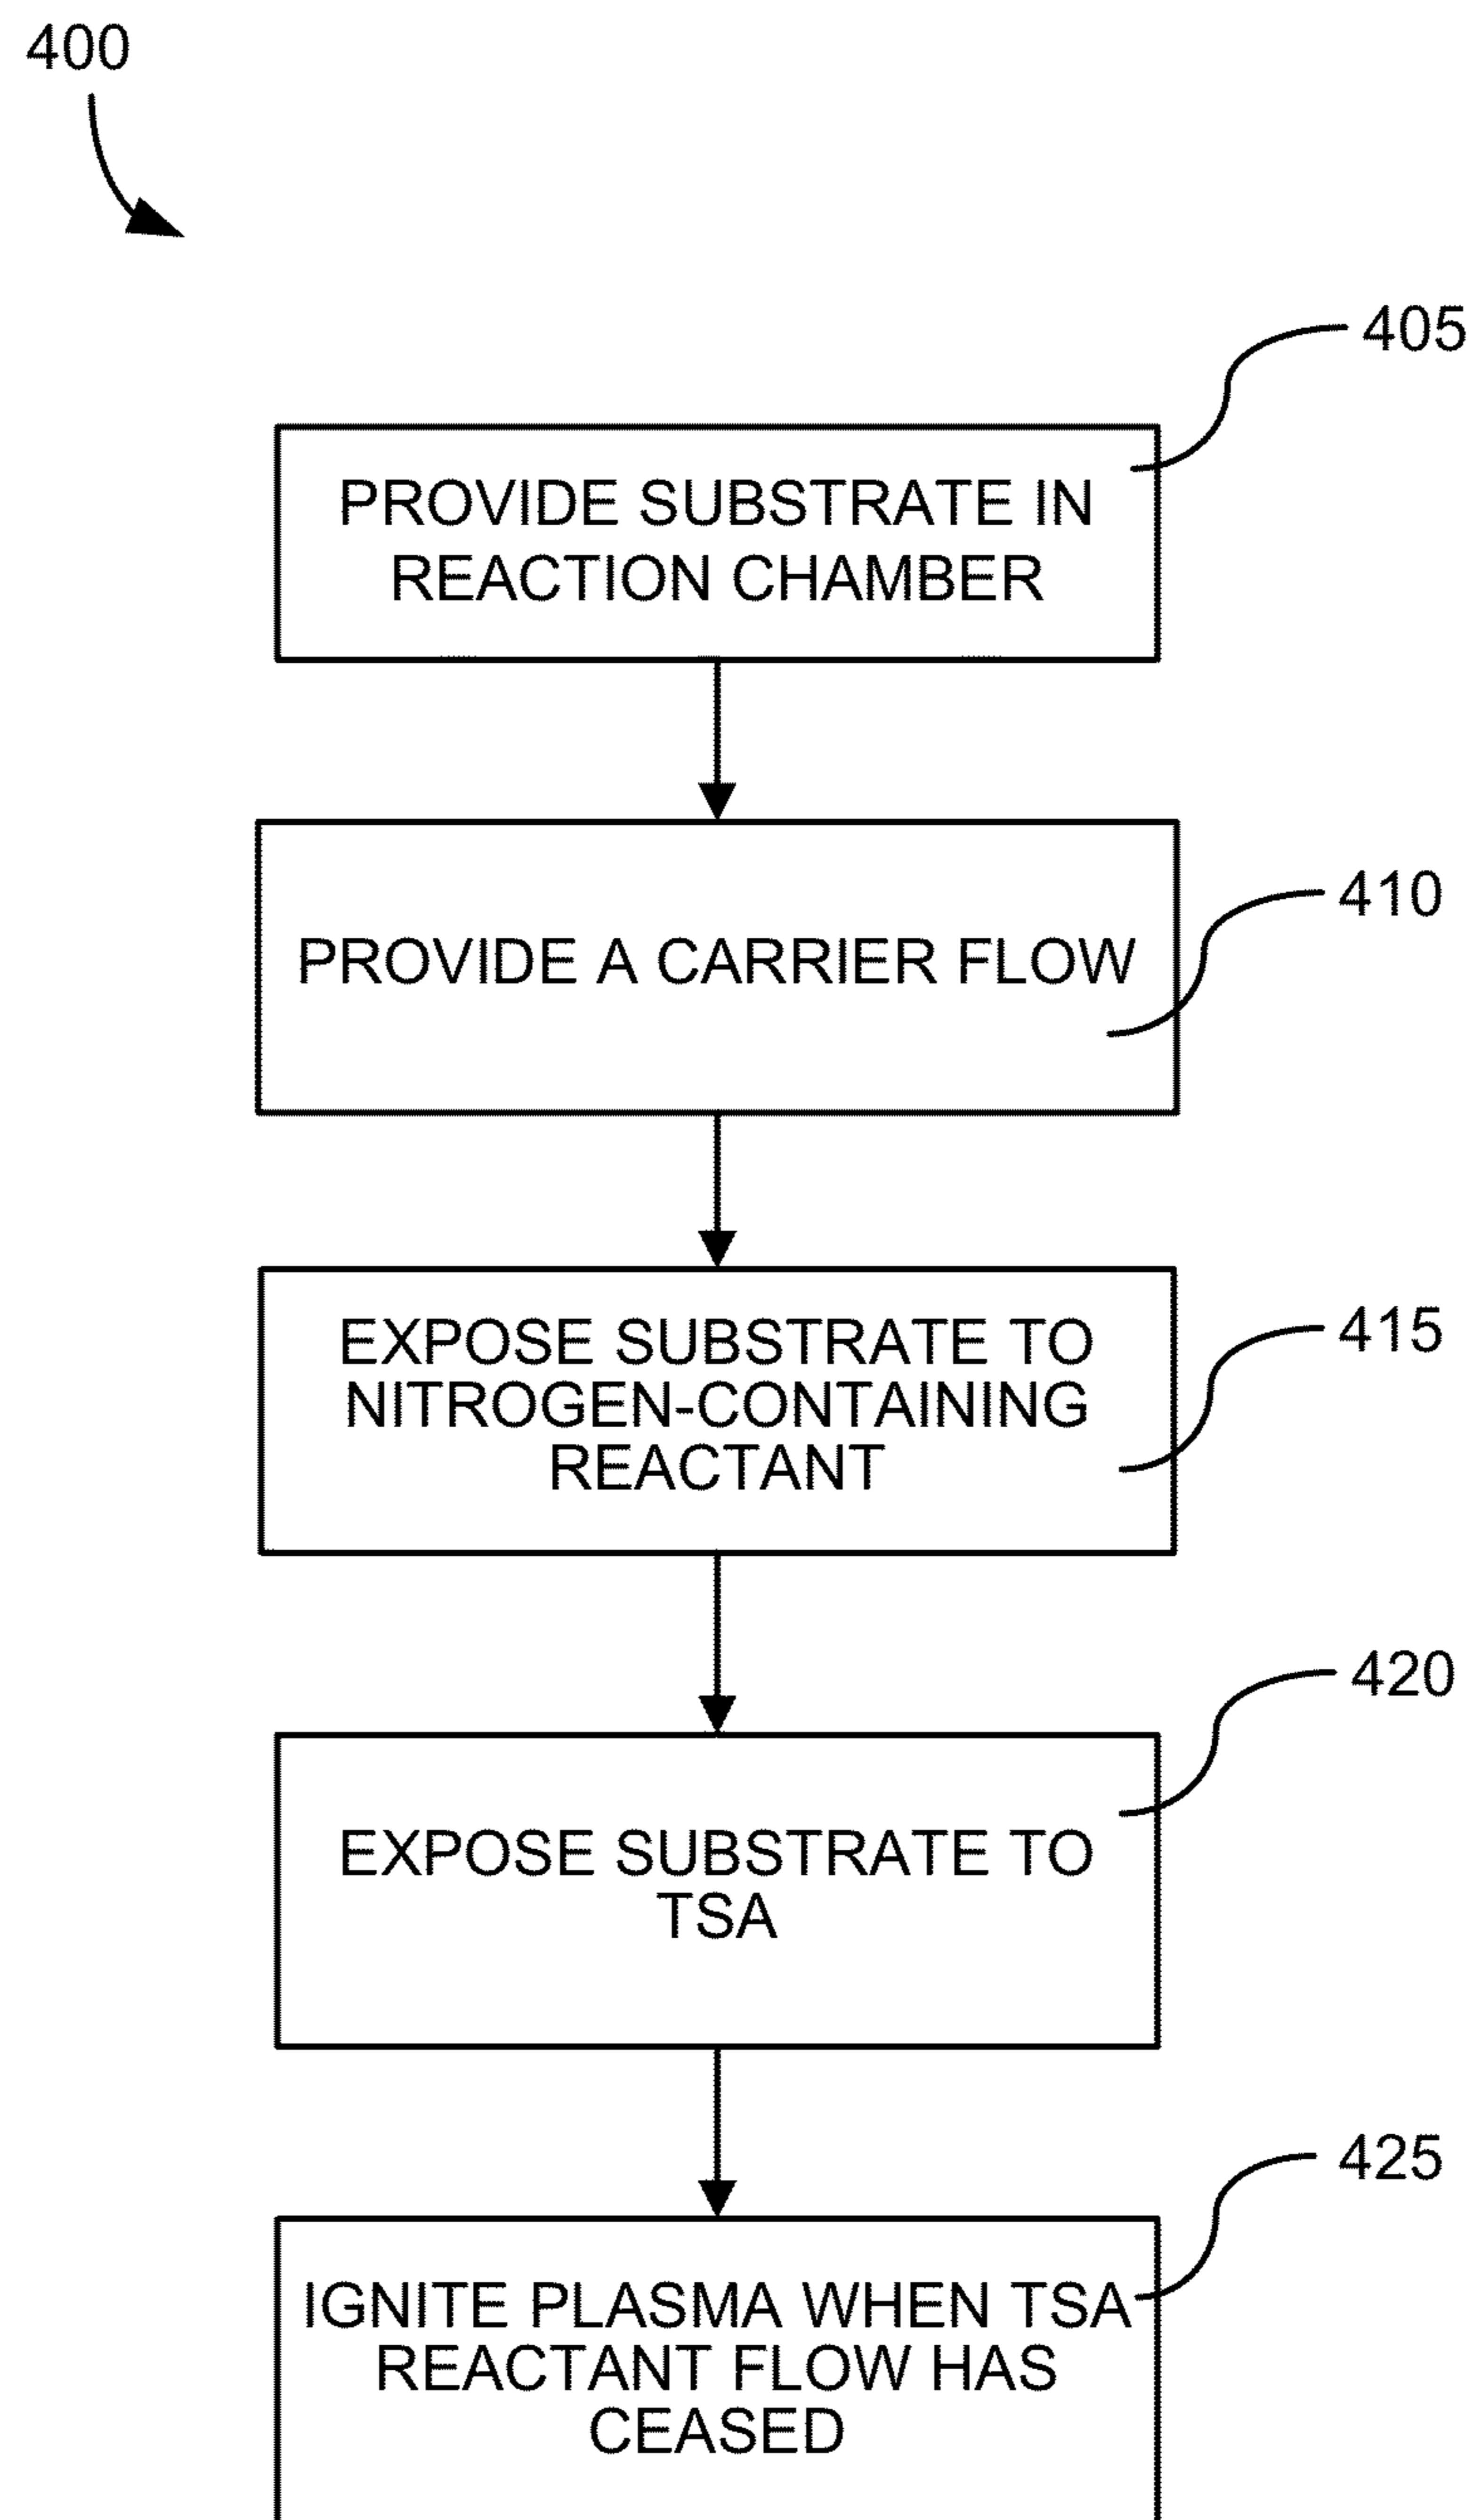 400
405
PROVIDE SUBSTRATE IN
REACTION CHAMBER
410
PROVIDE A CARRIER FLOW
415
EXPOSE SUBSTRATE TO
NITROGEN-CONTAINING
REACTANT
420
EXPOSE SUBSTRATE TO
TSA
425
IGNITE PLASMA WHEN TSA
REACTANT FLOW HAS
CEASED